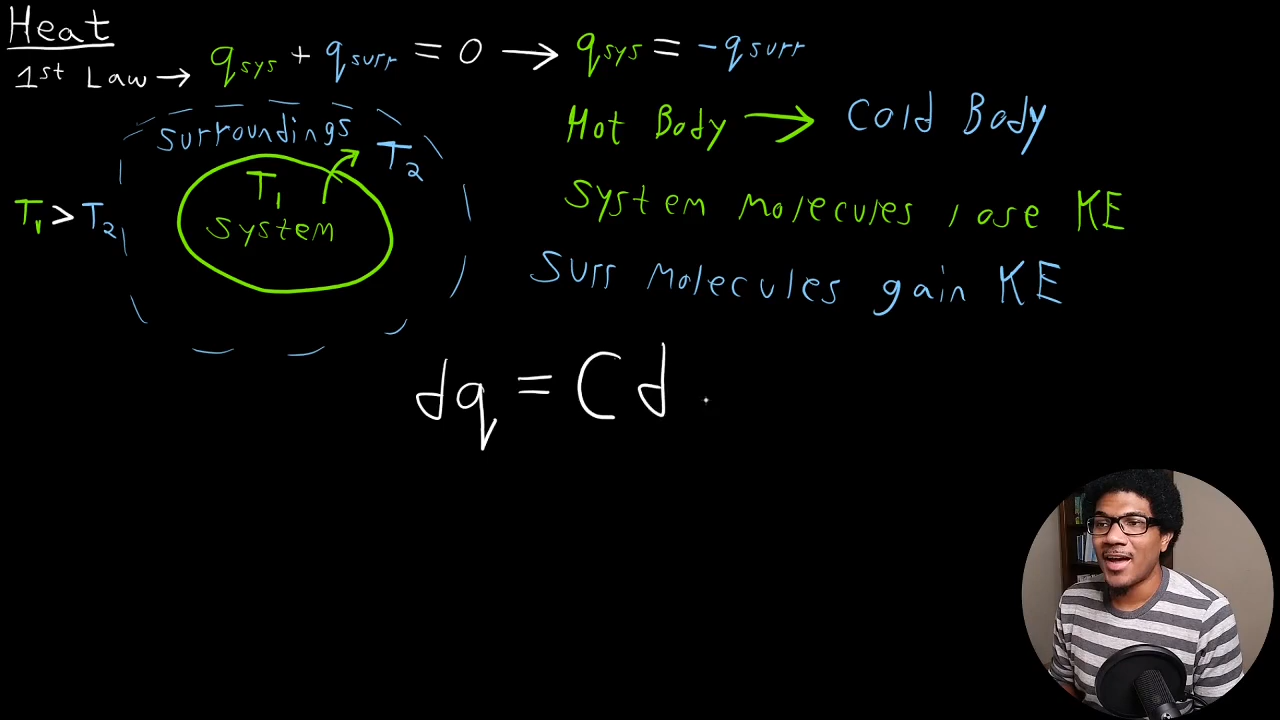 Heat
1st Law → qsys + qsurr = 0 → qsys = -qsurr
Surroundings
T2
T1
System
T1 > T2
Hot Body → Cold Body
System molecules lose KE
Surr molecules gain KE
dq = Cd